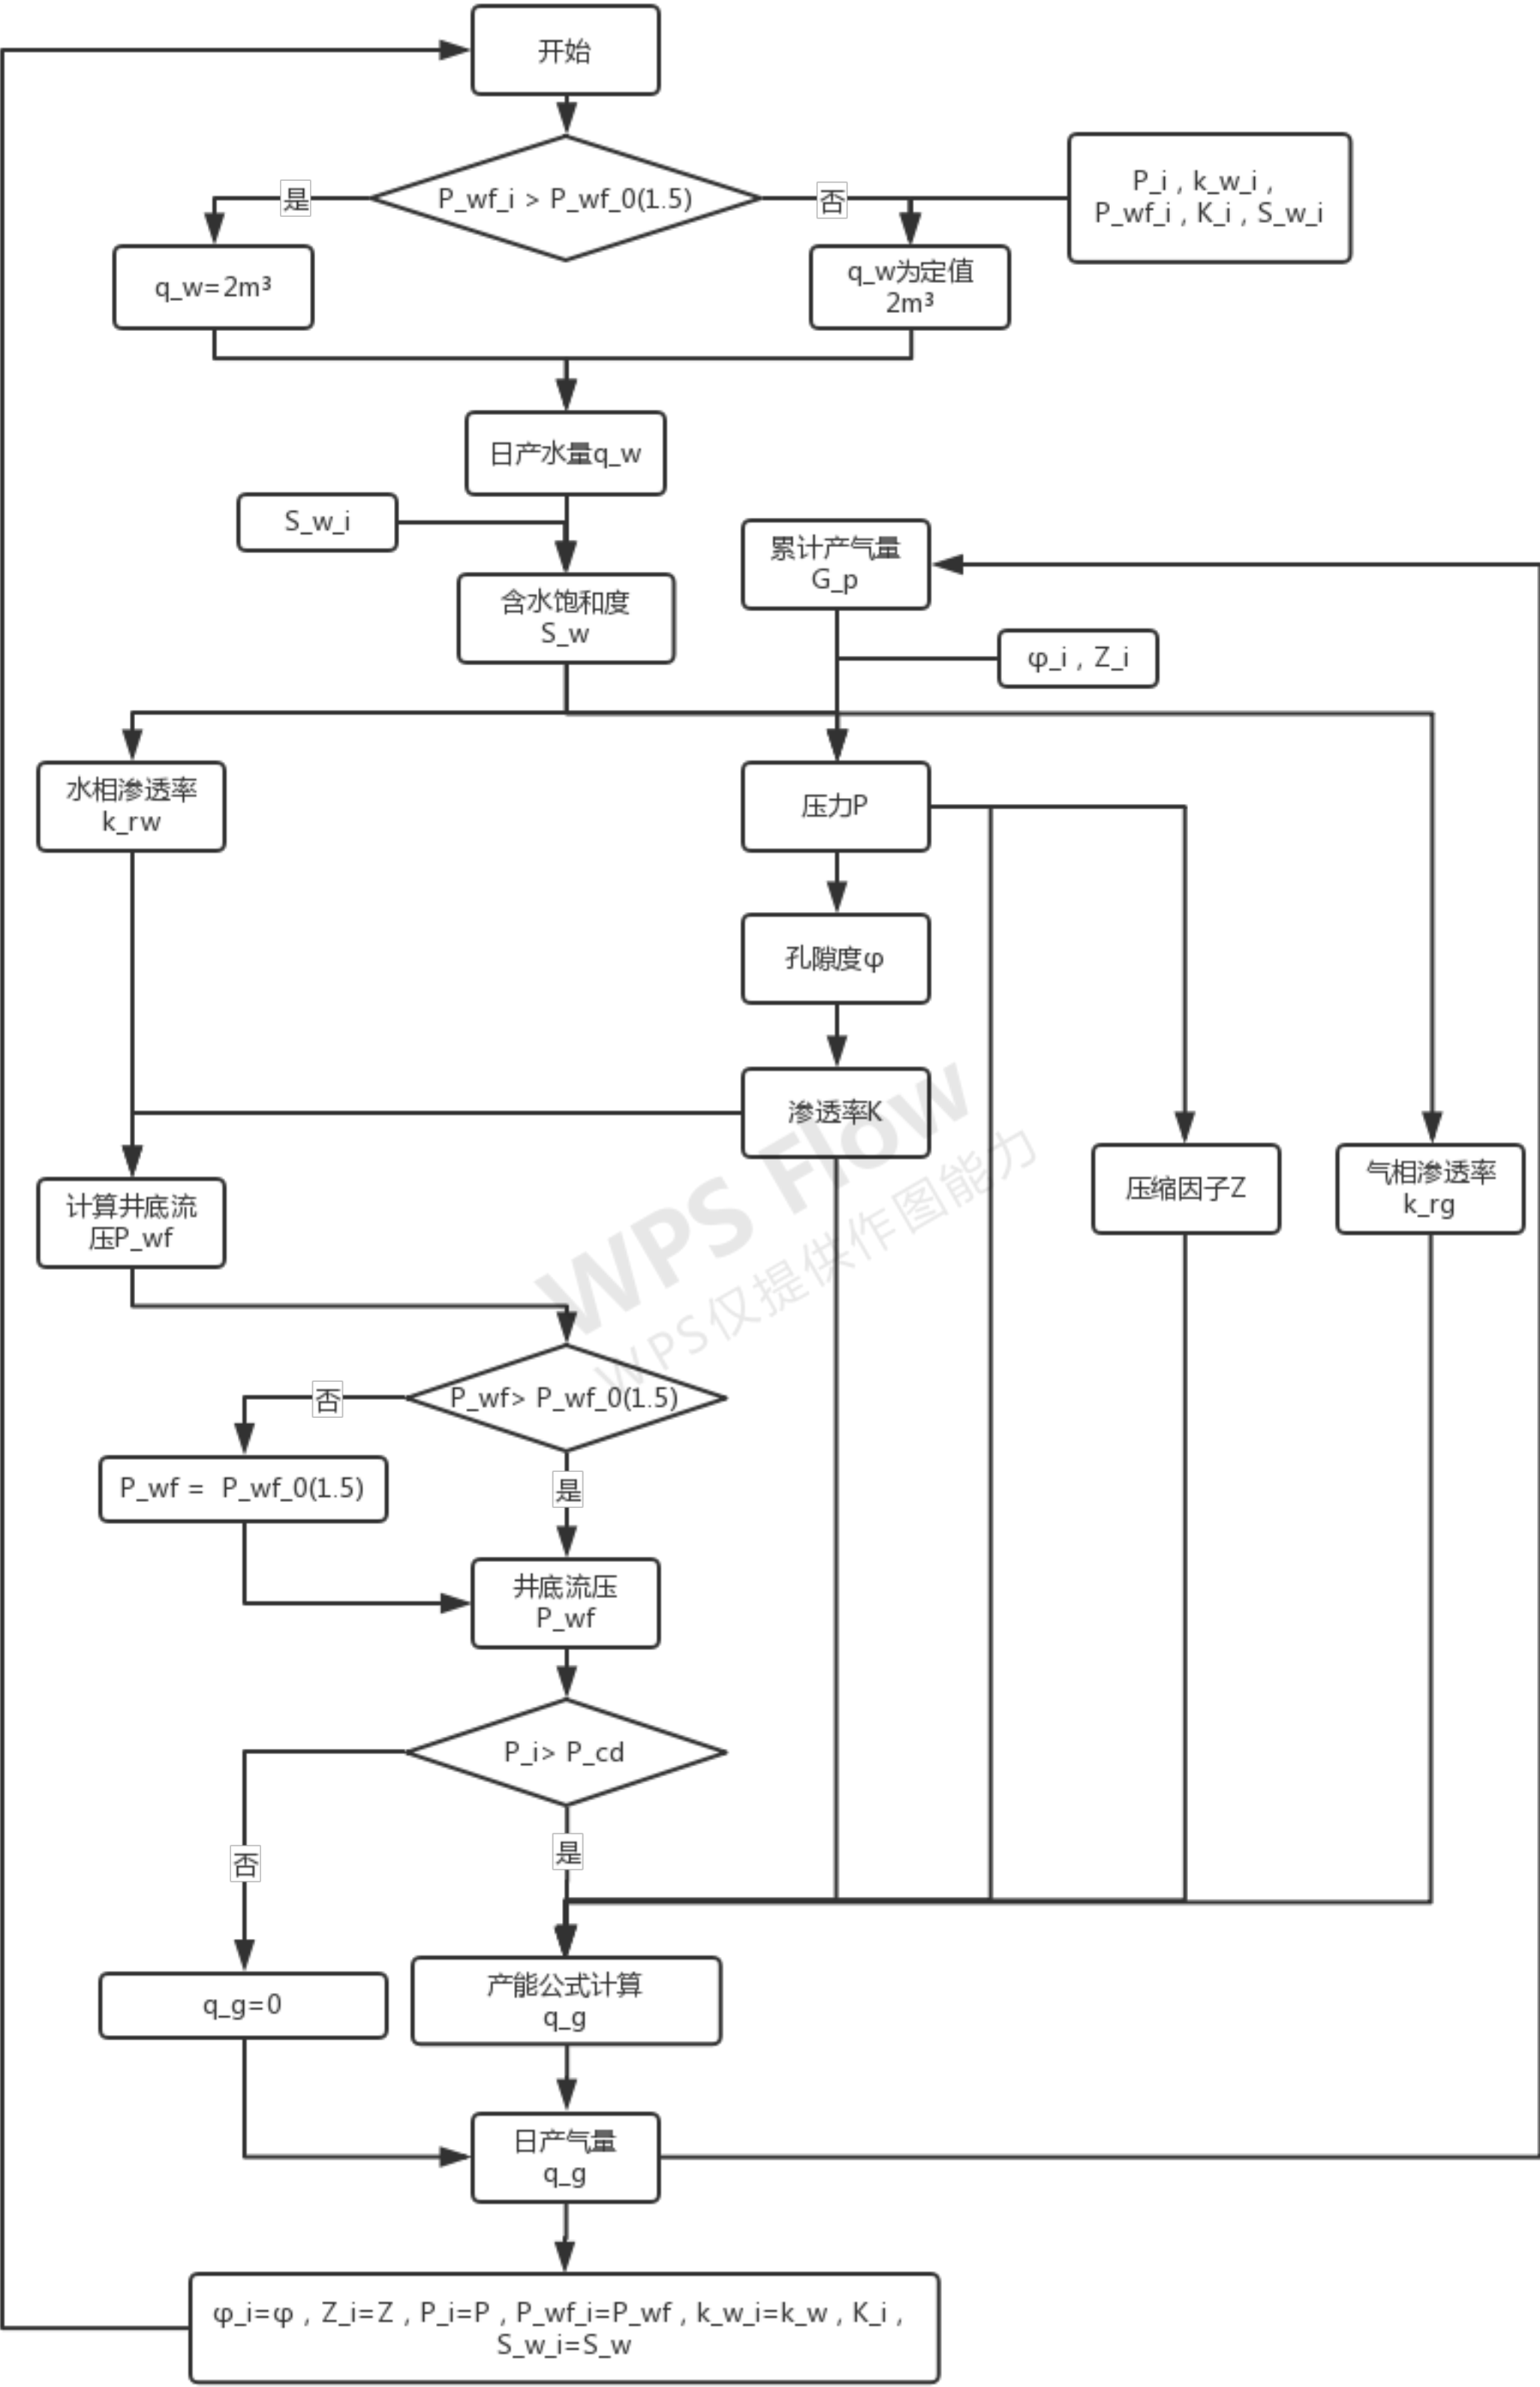 开始
P_wf_i > P_wf_0(1.5)
是
否
P_i , k_w_i ,
P_wf_i , K_i , S_w_i
q_w=2m³
q_w为定值
2m³
日产水量q_w
S_w_i
累计产气量
G_p
含水饱和度
S_w
φ_i , Z_i
水相渗透率
k_rw
压力P
孔隙度φ
渗透率K
计算井底流
压P_wf
压缩因子Z
气相渗透率
k_rg
WPS Flow
WPS仅提供作图能力
P_wf> P_wf_0(1.5)
否
P_wf = P_wf_0(1.5)
是
井底流压
P_wf
P_i> P_cd
否
是
q_g=0
产能公式计算
q_g
日产气量
q_g
φ_i=φ , Z_i=Z , P_i=P , P_wf_i=P_wf , k_w_i=k_w , K_i ,
S_w_i=S_w